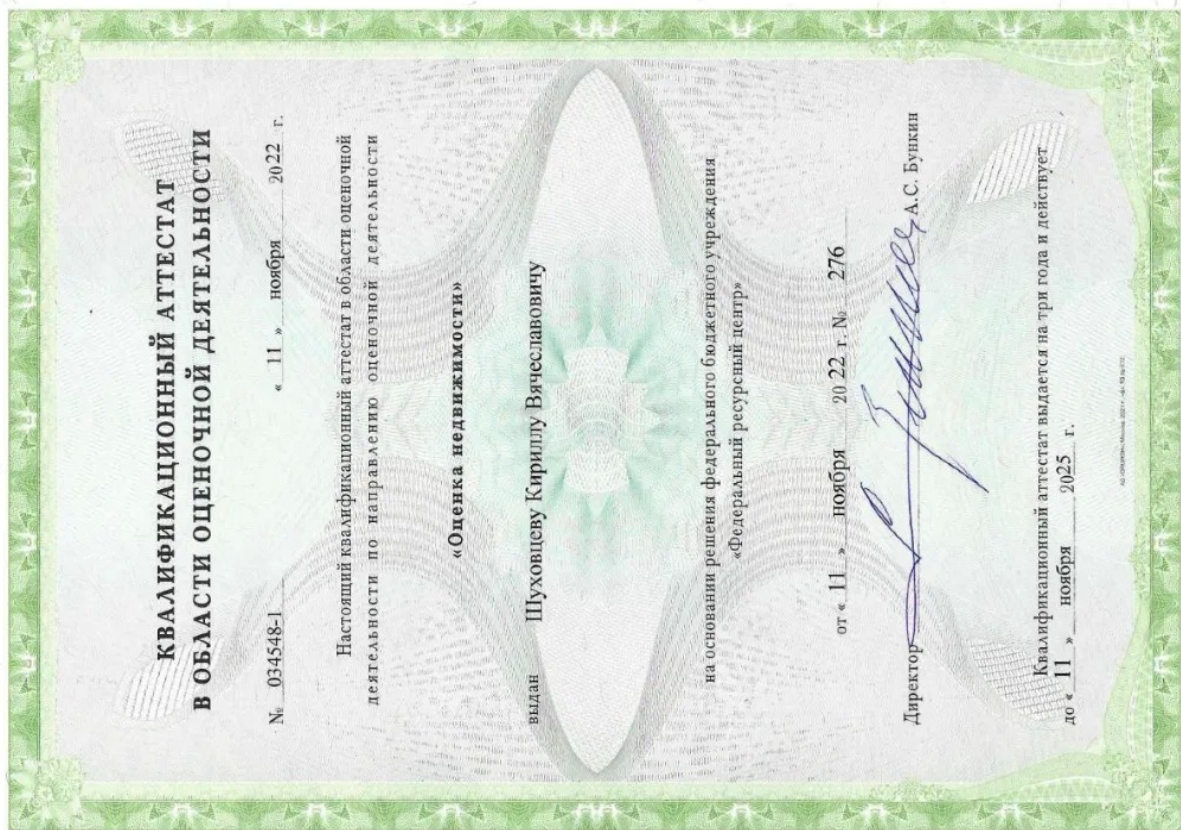 КВАЛИФИКАЦИОННЫЙ АТТЕСТАТ
В ОБЛАСТИ ОЦЕНОЧНОЙ ДЕЯТЕЛЬНОСТИ
№ 034548-1 « 11 » ноября 2022 г.
Настоящий квалификационный аттестат в области оценочной
деятельности по направлению оценочной деятельности
«Оценка недвижимости»
выдан Шуховцеву Кириллу Вячеславовичу
на основании решения федерального бюджетного учреждения
«Федеральный ресурсный центр»
от « 11 » ноября 20 22 г. № 276
Директор А.С. Бункин
Квалификационный аттестат выдается на три года и действует
до « 11 » ноября 2025 г.